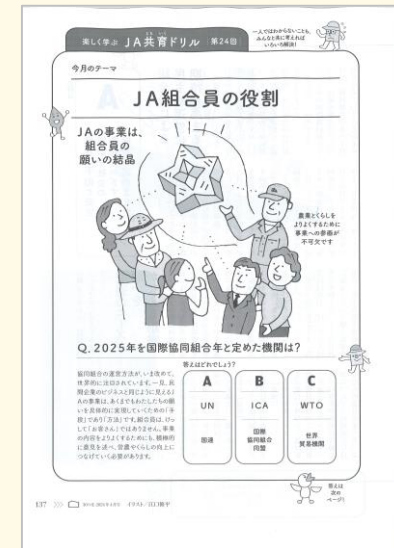 楽しく学ぶ JA共育ドリル 第24回
一人ではわからないことも、
みんなと共に考えれば
いろいろ解決!
今月のテーマ
JA組合員の役割
JAの事業は、
組合員の
願いの結晶
農業とくらしを
よりよくするために
事業への参画が
不可欠です
Q. 2025年を国際協同組合年と定めた機関は?
協同組合の運営方法が、いま改めて、
世界的に注目されています。一見、民
間企業のビジネスと同じように見えるJ
Aの事業は、あくまでもわたしたちの願
いを具体的に実現していくための「手
段」であり「方法」です。組合員は、けっ
して「お客さん」ではありません。事業
の内容をよりよくするためにも、積極的
に意見を述べ、営農やくらしの向上に
つなげていく必要があります。
答えはどれでしょう?
A
UN
国連
B
ICA
国際
協同組合
同盟
C
WTO
世界
貿易機関
答えは
次の
ページ!
137
イラスト/江口修平